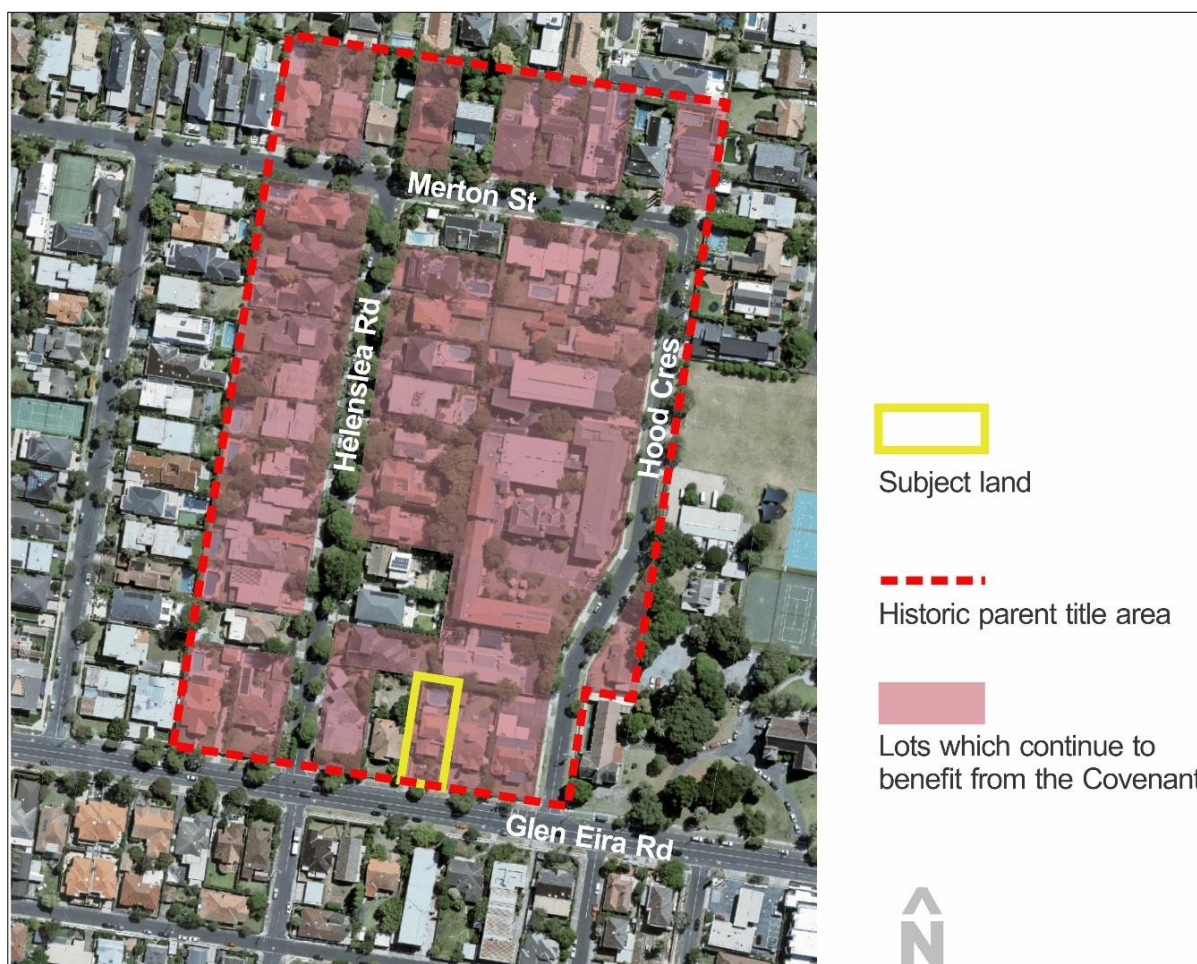 Merton St
Helenslea Rd
Hood Cres
Glen Eira Rd
Subject land
Historic parent title area
Lots which continue to
benefit from the Covenant
N